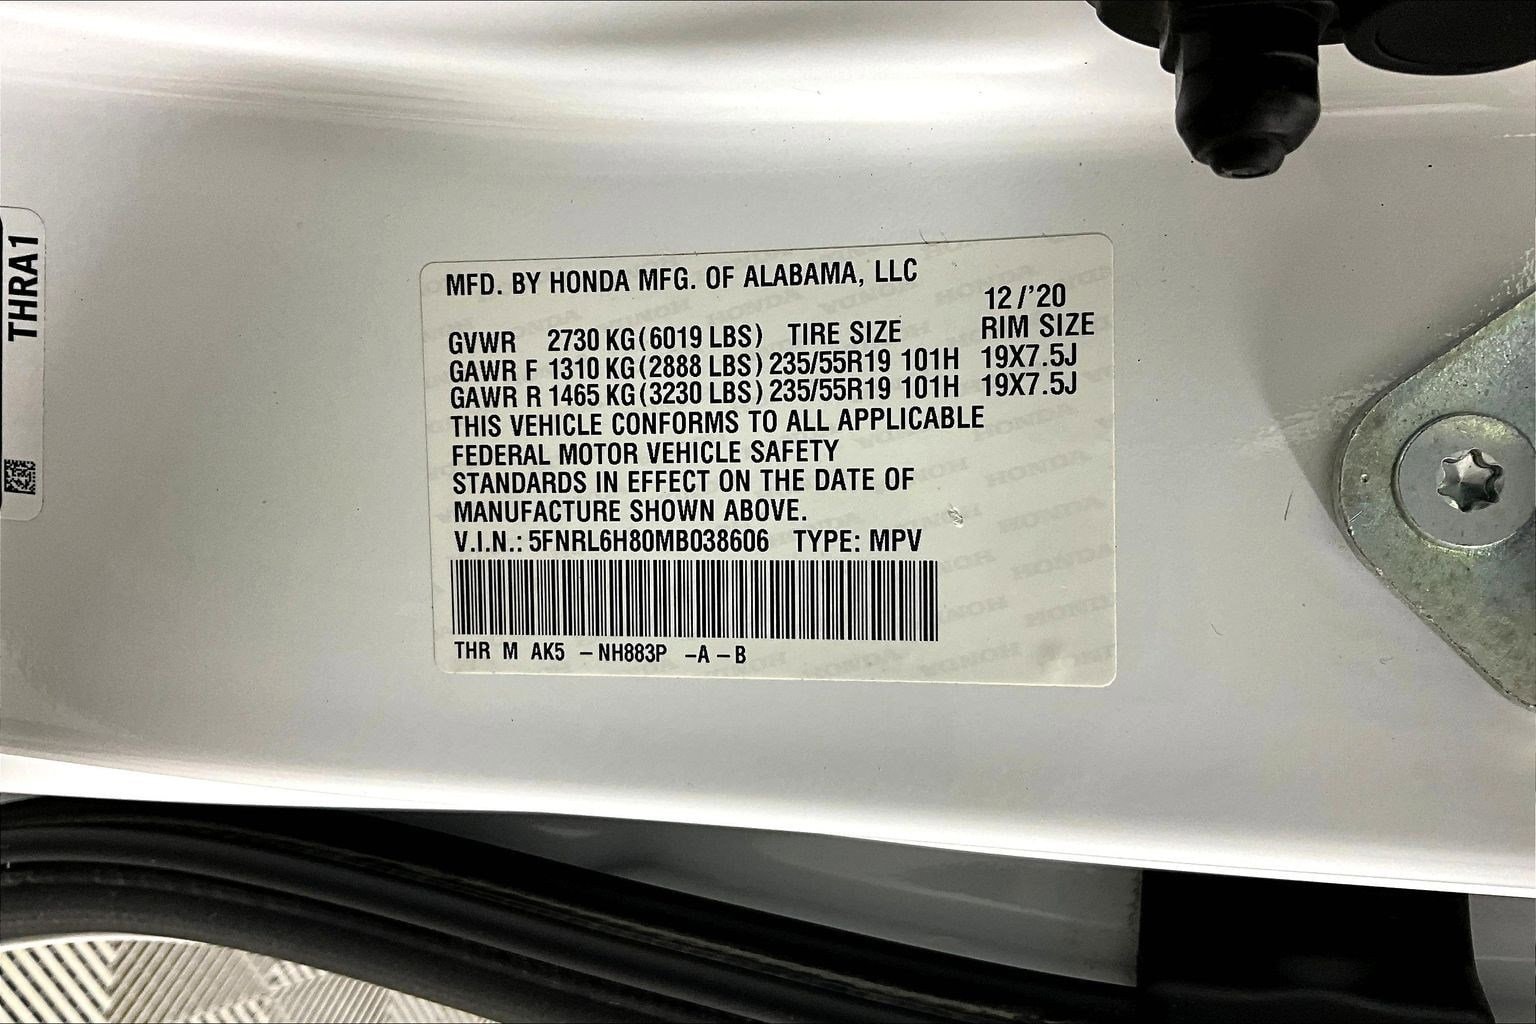 THRA1
MFD. BY HONDA MFG. OF ALABAMA, LLC
12/'20
GVWR 2730 KG(6019 LBS) TIRE SIZE RIM SIZE
GAWR F 1310 KG(2888 LBS) 235/55R19 101H 19X7.5J
GAWR R 1465 KG(3230 LBS) 235/55R19 101H 19X7.5J
THIS VEHICLE CONFORMS TO ALL APPLICABLE
FEDERAL MOTOR VEHICLE SAFETY
STANDARDS IN EFFECT ON THE DATE OF
MANUFACTURE SHOWN ABOVE.
V.I.N.: 5FNRL6H80MB038606 TYPE: MPV
THR M AK5 -NH883P -A -B